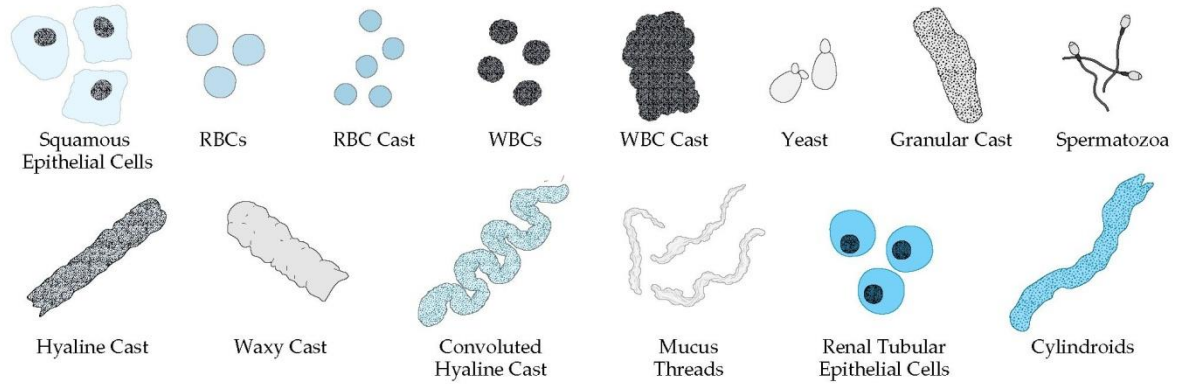 Squamous
Epithelial Cells
RBCs
RBC Cast
WBCs
WBC Cast
Yeast
Granular Cast
Spermatozoa
Hyaline Cast
Waxy Cast
Convoluted
Hyaline Cast
Mucus
Threads
Renal Tubular
Epithelial Cells
Cylindroids